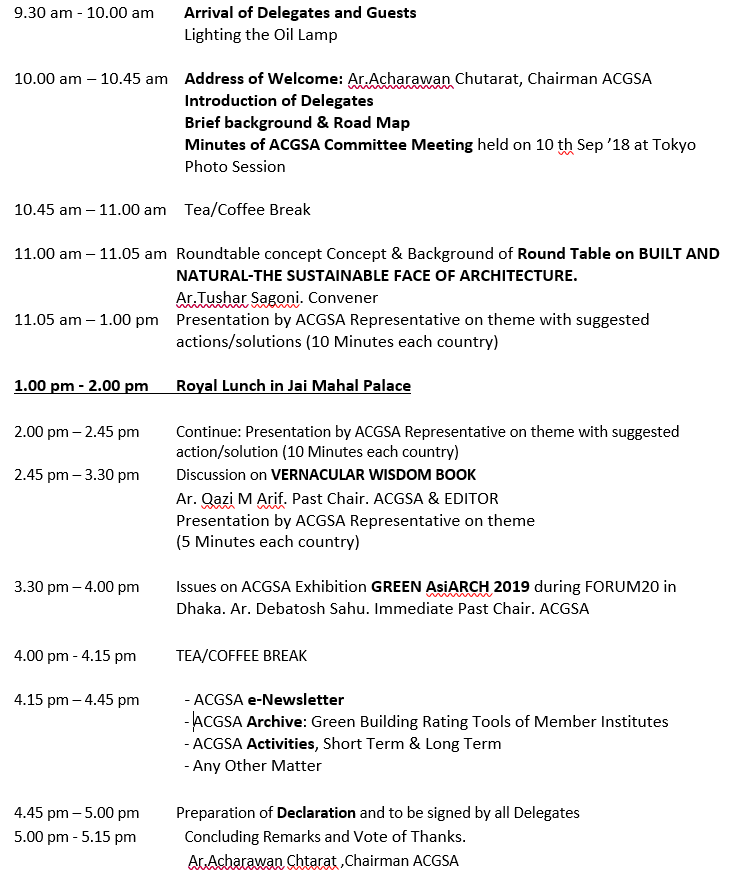 9.30 am - 10.00 am Arrival of Delegates and Guests
Lighting the Oil Lamp
10.00 am – 10.45 am Address of Welcome: Ar.Acharawan Chutarat, Chairman ACGSA
Introduction of Delegates
Brief background & Road Map
Minutes of ACGSA Committee Meeting held on 10 th Sep ’18 at Tokyo
Photo Session
10.45 am – 11.00 am Tea/Coffee Break
11.00 am – 11.05 am Roundtable concept Concept & Background of Round Table on BUILT AND
NATURAL-THE SUSTAINABLE FACE OF ARCHITECTURE.
Ar.Tushar Sagoni. Convener
11.05 am – 1.00 pm Presentation by ACGSA Representative on theme with suggested
actions/solutions (10 Minutes each country)
1.00 pm - 2.00 pm Royal Lunch in Jai Mahal Palace
2.00 pm – 2.45 pm Continue: Presentation by ACGSA Representative on theme with suggested
action/solution (10 Minutes each country)
2.45 pm – 3.30 pm Discussion on VERNACULAR WISDOM BOOK
Ar. Qazi M Arif. Past Chair. ACGSA & EDITOR
Presentation by ACGSA Representative on theme
(5 Minutes each country)
3.30 pm – 4.00 pm Issues on ACGSA Exhibition GREEN AsiARCH 2019 during FORUM20 in
Dhaka. Ar. Debatosh Sahu. Immediate Past Chair. ACGSA
4.00 pm - 4.15 pm TEA/COFFEE BREAK
4.15 pm – 4.45 pm - ACGSA e-Newsletter
- ACGSA Archive: Green Building Rating Tools of Member Institutes
- ACGSA Activities, Short Term & Long Term
- Any Other Matter
4.45 pm – 5.00 pm Preparation of Declaration and to be signed by all Delegates
5.00 pm - 5.15 pm Concluding Remarks and Vote of Thanks.
Ar.Acharawan Chtarat ,Chairman ACGSA